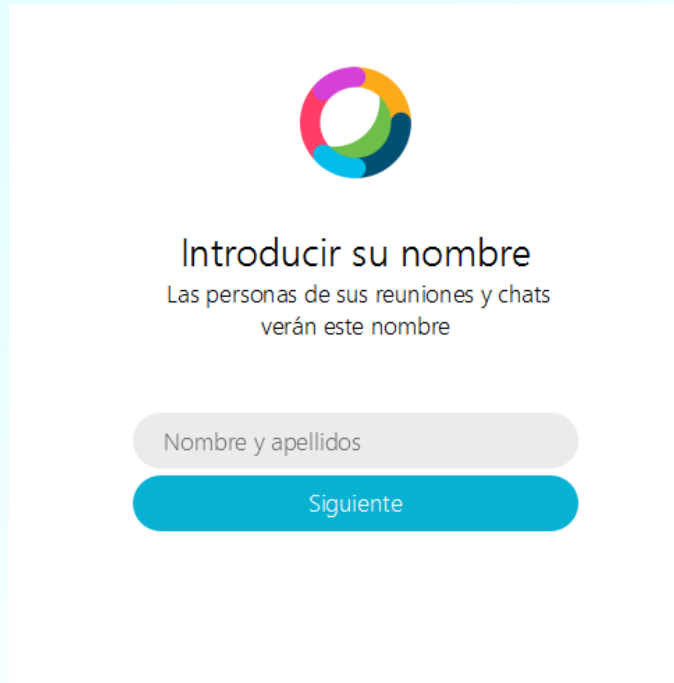 Introducir su nombre
Las personas de sus reuniones y chats
verán este nombre
Nombre y apellidos
Siguiente